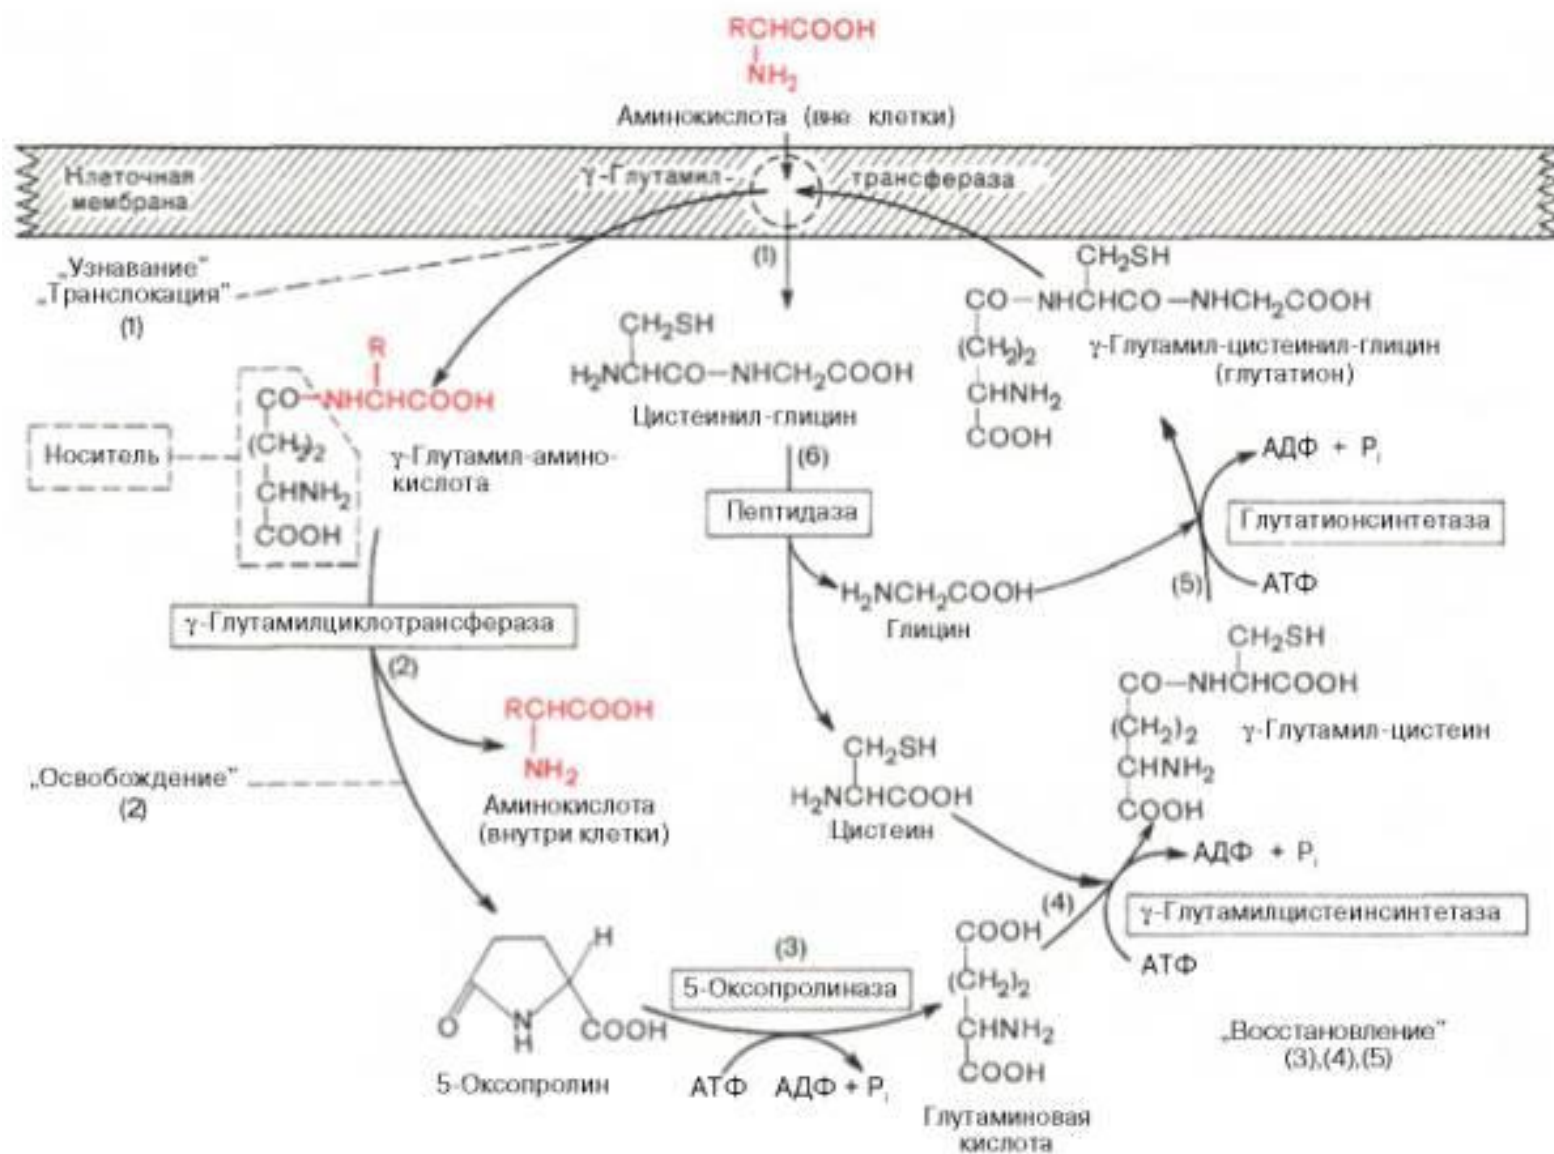 RCHCOOH
NH₂
Аминокислота (вне клетки)
Клеточная
мембрана
γ-Глутамил-
трансфераза
„Узнавание"
„Транслокация"
(1)
(1)
CH₂SH
CO—NHCHCO—NHCH₂COOH
(CH₂)₂
CHNH₂
COOH
γ-Глутамил-цистеинил-глицин
(глутатион)
CH₂SH
H₂NCHCO—NHCH₂COOH
Цистеинил-глицин
(6)
R
CO—NHCHCOOH
(CH₂)₂
CHNH₂
COOH
Носитель
γ-Глутамил-амино-
кислота
Пептидаза
АДФ + Pᵢ
Глутатионсинтетаза
(5)
АТФ
H₂NCH₂COOH
Глицин
γ-Глутамилциклотрансфераза
(2)
RCHCOOH
NH₂
Аминокислота
(внутри клетки)
„Освобождение"
(2)
CH₂SH
CO—NHCHCOOH
(CH₂)₂
CHNH₂
COOH
γ-Глутамил-цистеин
CH₂SH
H₂NCHCOOH
Цистеин
АДФ + Pᵢ
(4)
γ-Глутамилцистеинсинтетаза
АТФ
H
O
N
H
COOH
5-Оксопролин
(3)
5-Оксопролиназа
АТФ АДФ + Pᵢ
COOH
(CH₂)₂
CHNH₂
COOH
Глутаминовая
кислота
„Восстановление"
(3),(4),(5)